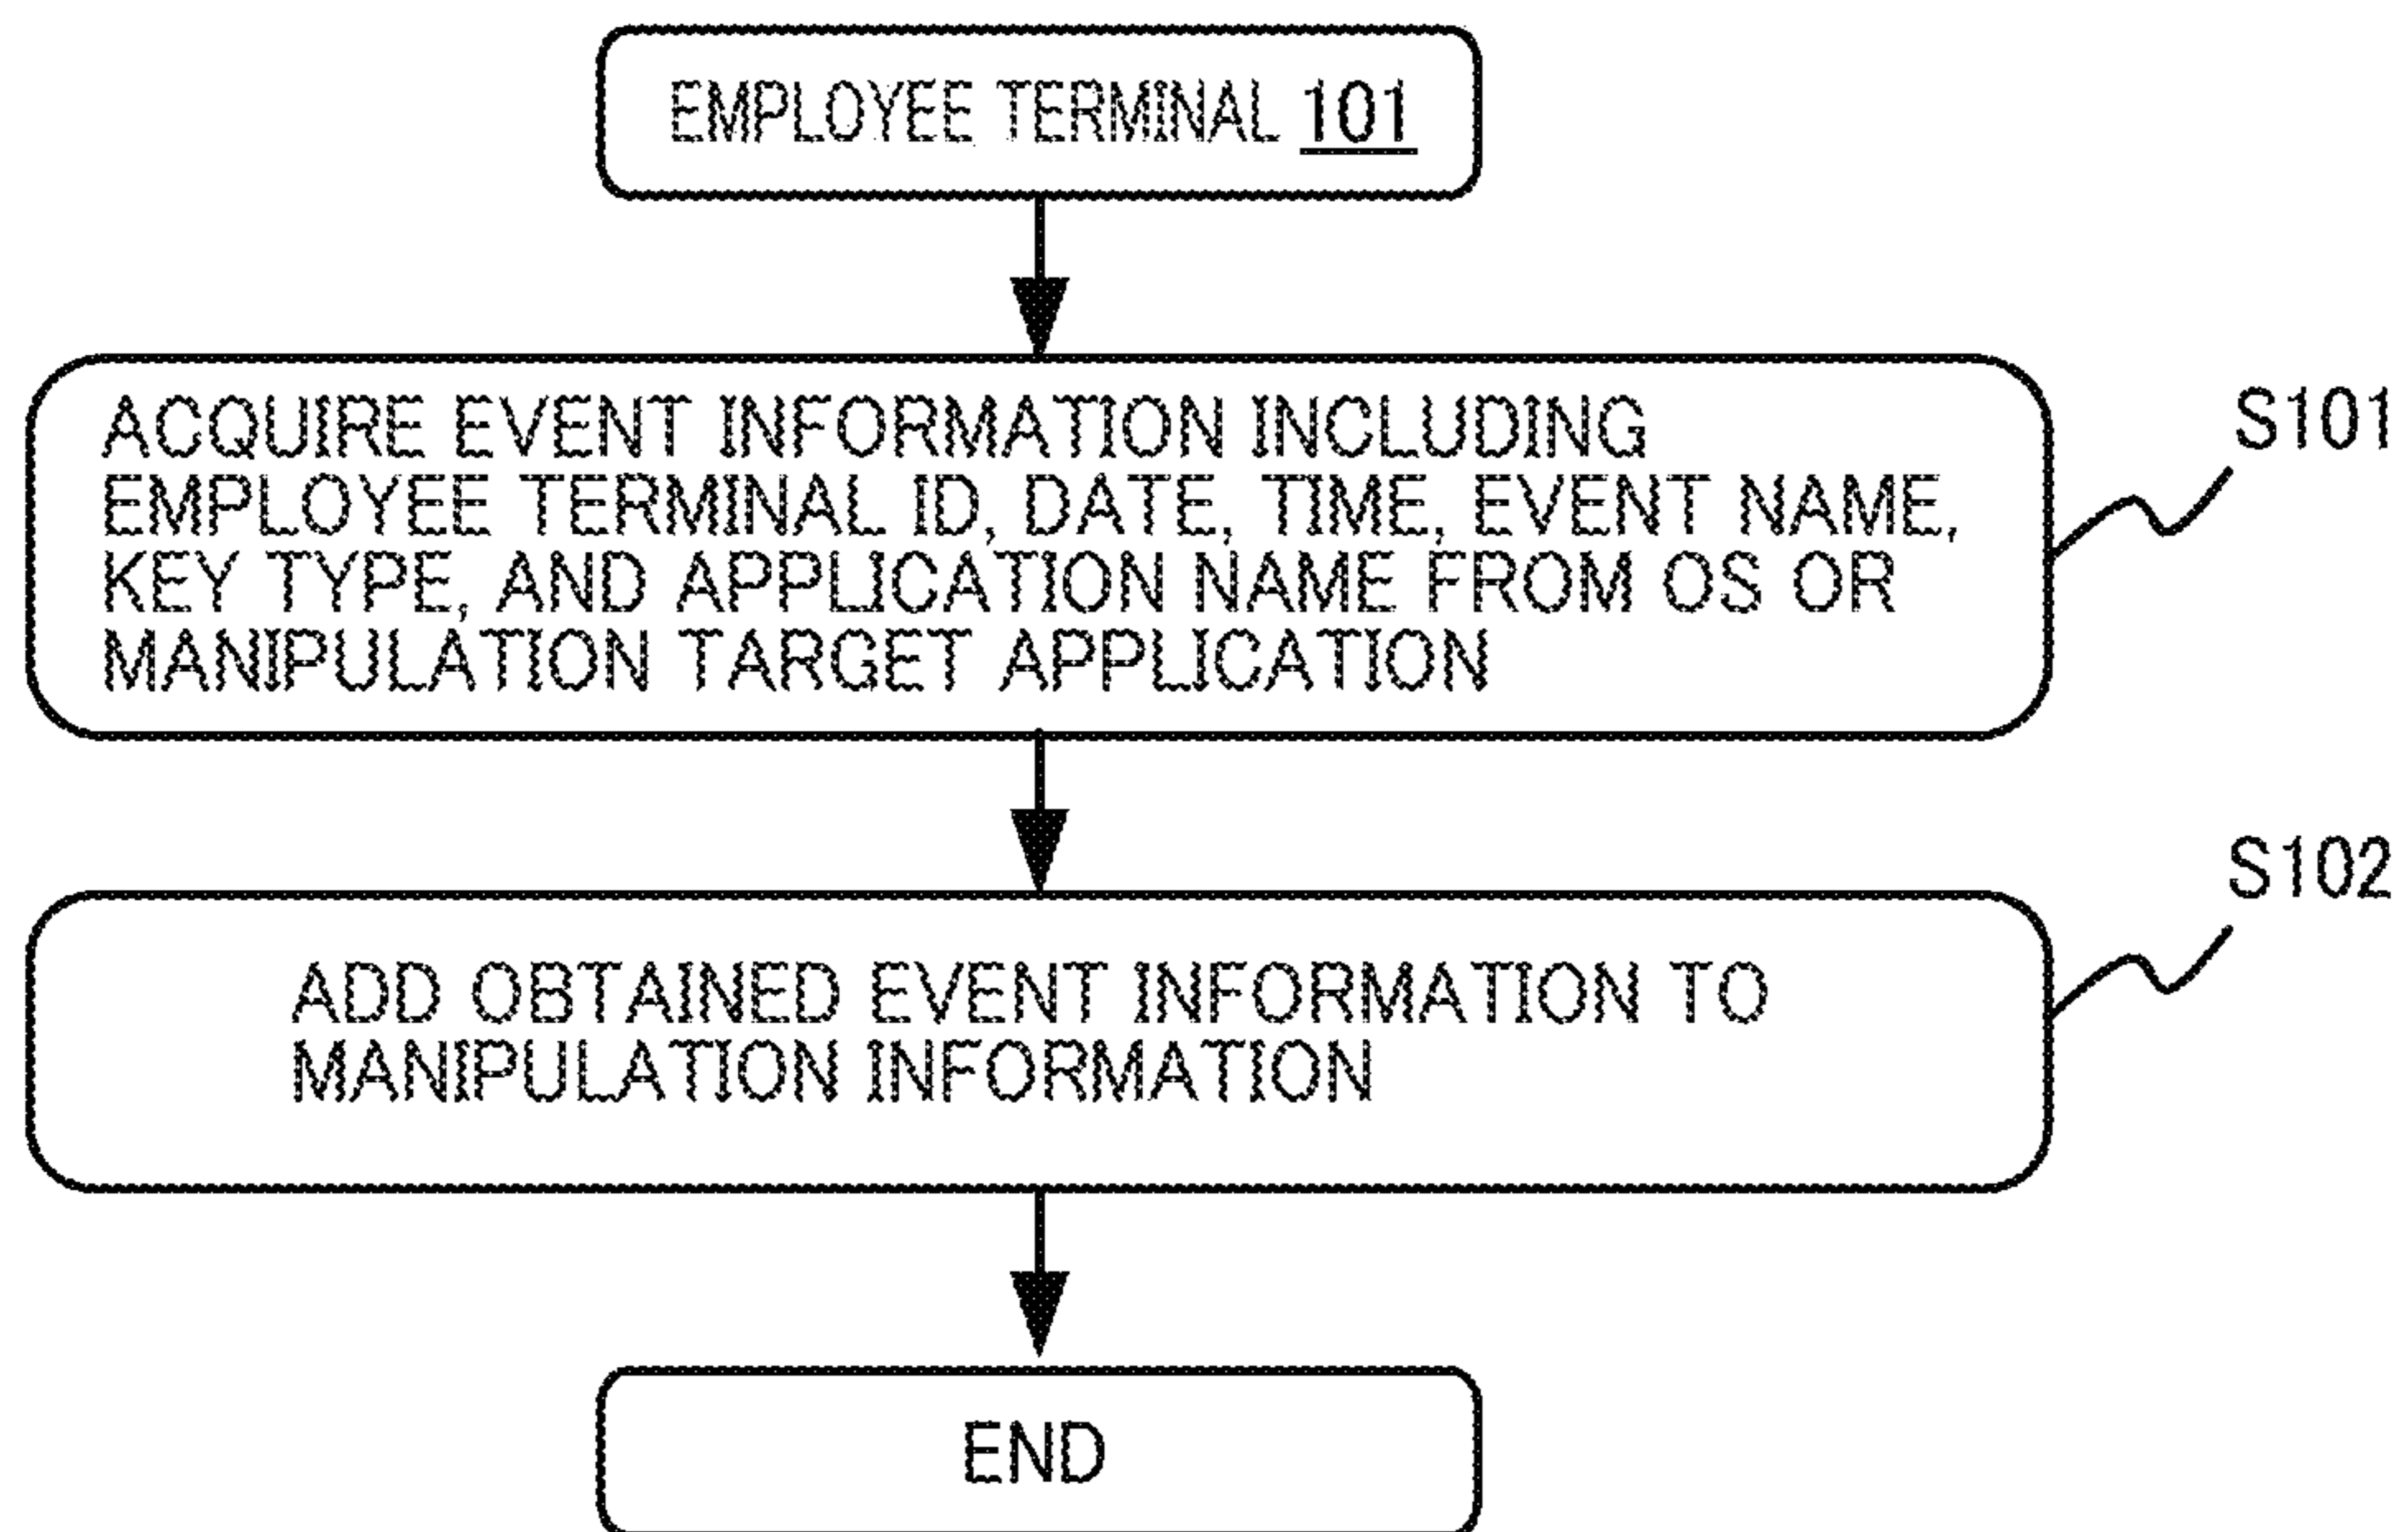 EMPLOYEE TERMINAL 101
ACQUIRE EVENT INFORMATION INCLUDING
EMPLOYEE TERMINAL ID, DATE, TIME, EVENT NAME,
KEY TYPE, AND APPLICATION NAME FROM OS OR
MANIPULATION TARGET APPLICATION
S101
ADD OBTAINED EVENT INFORMATION TO
MANIPULATION INFORMATION
S102
END